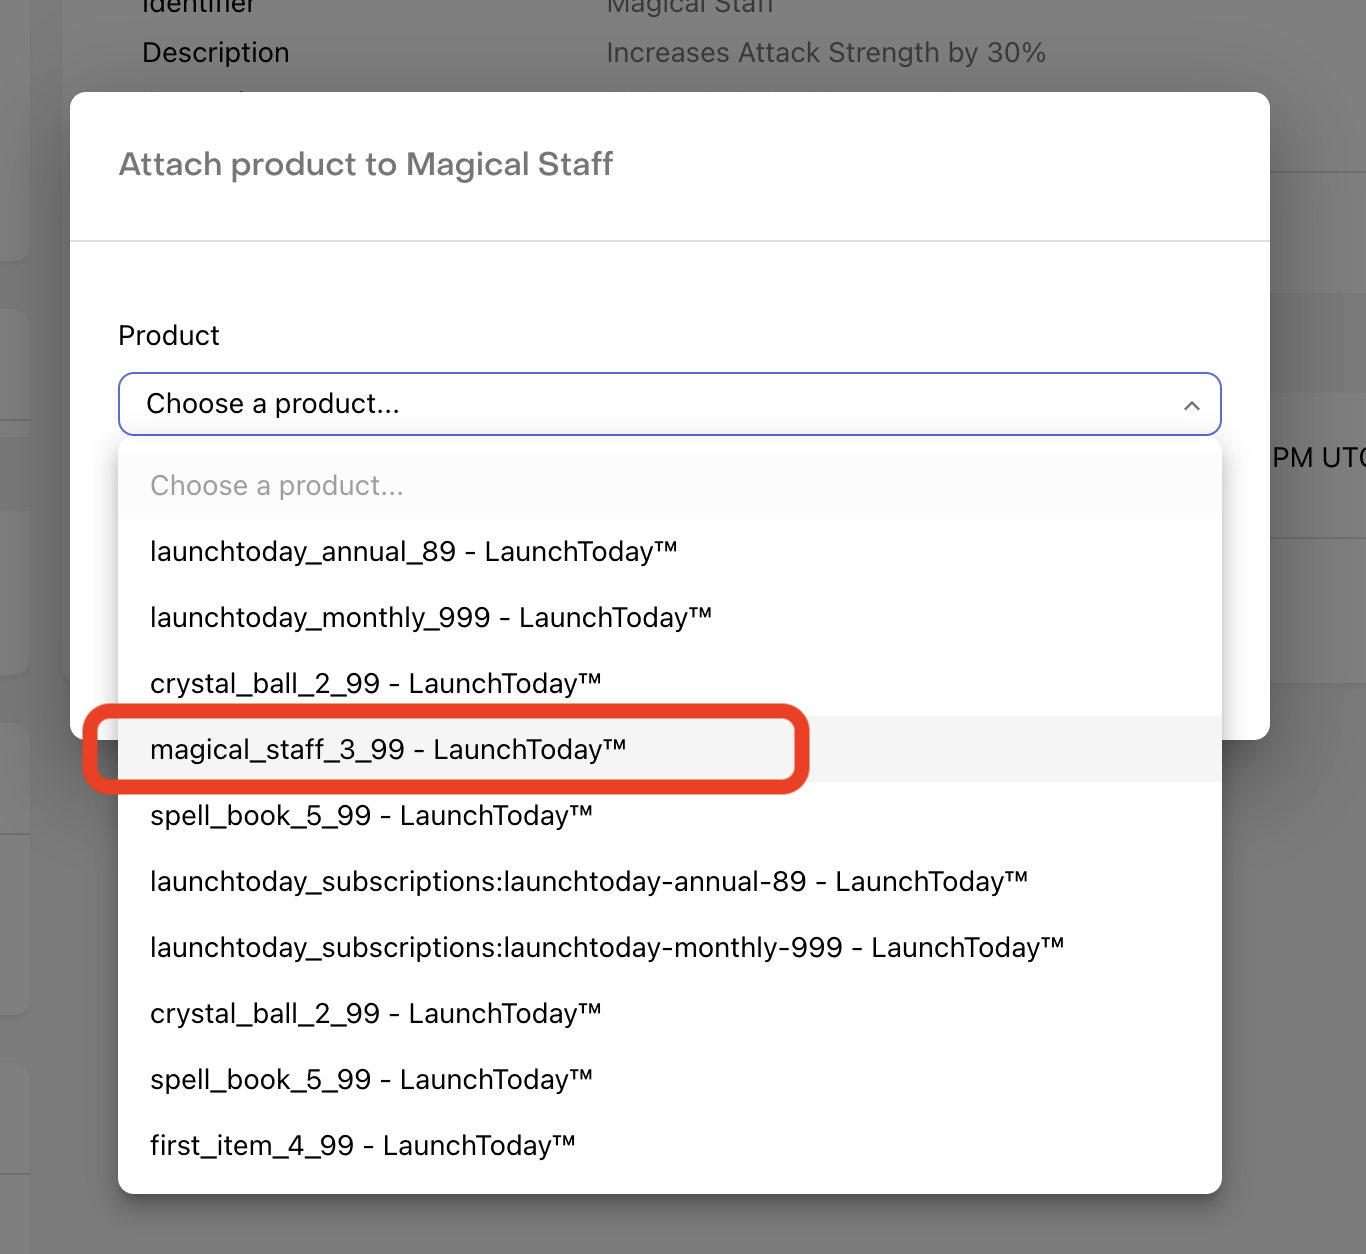 Identifier Magical Staff
Description Increases Attack Strength by 30%
Attach product to Magical Staff
Product
Choose a product...
PM UTC
Choose a product...
launchtoday_annual_89 - LaunchToday™
launchtoday_monthly_999 - LaunchToday™
crystal_ball_2_99 - LaunchToday™
magical_staff_3_99 - LaunchToday™
spell_book_5_99 - LaunchToday™
launchtoday_subscriptions:launchtoday-annual-89 - LaunchToday™
launchtoday_subscriptions:launchtoday-monthly-999 - LaunchToday™
crystal_ball_2_99 - LaunchToday™
spell_book_5_99 - LaunchToday™
first_item_4_99 - LaunchToday™